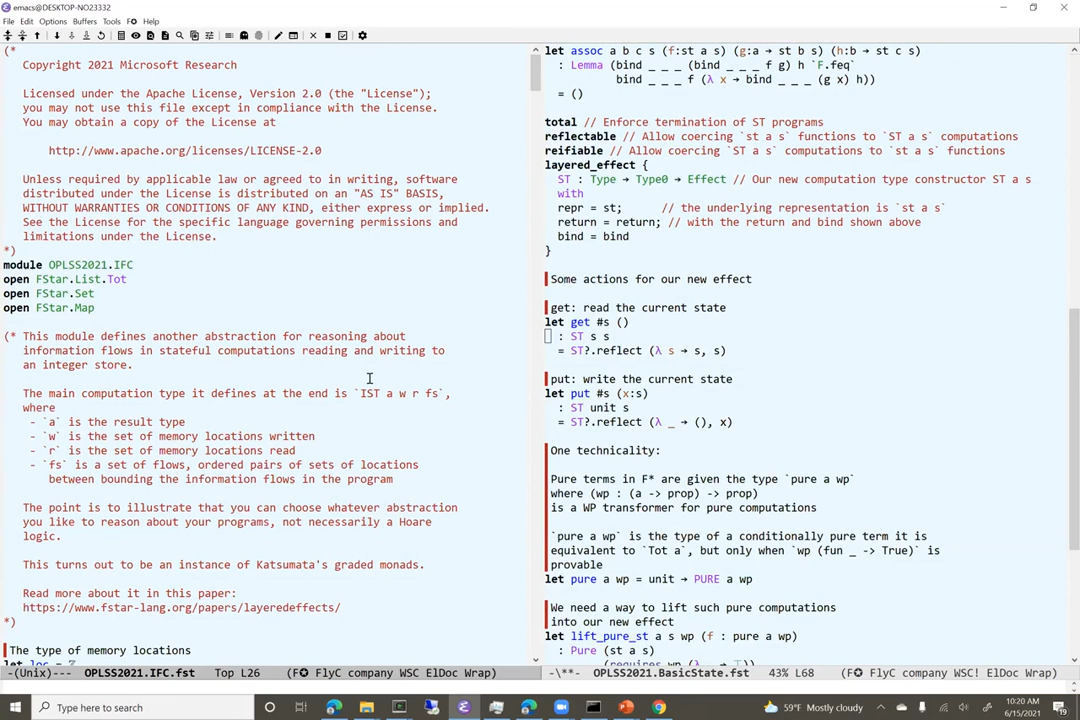 emacs@DESKTOP-NO23332
File Edit Options Buffers Tools F✪ Help
(*
Copyright 2021 Microsoft Research
Licensed under the Apache License, Version 2.0 (the "License");
you may not use this file except in compliance with the License.
You may obtain a copy of the License at
http://www.apache.org/licenses/LICENSE-2.0
Unless required by applicable law or agreed to in writing, software
distributed under the License is distributed on an "AS IS" BASIS,
WITHOUT WARRANTIES OR CONDITIONS OF ANY KIND, either express or implied.
See the License for the specific language governing permissions and
limitations under the License.
*)
module OPLSS2021.IFC
open FStar.List.Tot
open FStar.Set
open FStar.Map
(* This module defines another abstraction for reasoning about
information flows in stateful computations reading and writing to
an integer store.
The main computation type it defines at the end is `IST a w r fs`,
where
- `a` is the result type
- `w` is the set of memory locations written
- `r` is the set of memory locations read
- `fs` is a set of flows, ordered pairs of sets of locations
between bounding the information flows in the program
The point is to illustrate that you can choose whatever abstraction
you like to reason about your programs, not necessarily a Hoare
logic.
This turns out to be an instance of Katsumata's graded monads.
Read more about it in this paper:
https://www.fstar-lang.org/papers/layeredeffects/
*)
The type of memory locations
let loc = ℤ
-(Unix)--- OPLSS2021.IFC.fst Top L26 (F✪ FlyC company WSC ElDoc Wrap)
let assoc a b c s (f:st a s) (g:a → st b s) (h:b → st c s)
: Lemma (bind _ _ _ (bind _ _ _ f g) h `F.feq`
bind _ _ _ f (λ x → bind _ _ _ (g x) h))
= ()
total // Enforce termination of ST programs
reflectable // Allow coercing `st a s` functions to `ST a s` computations
reifiable // Allow coercing `ST a s` computations to `st a s` functions
layered_effect {
ST : Type → Type0 → Effect // Our new computation type constructor ST a s
with
repr = st; // the underlying representation is `st a s`
return = return; // with the return and bind shown above
bind = bind
}
Some actions for our new effect
get: read the current state
let get #s ()
: ST s s
= ST?.reflect (λ s → s, s)
put: write the current state
let put #s (x:s)
: ST unit s
= ST?.reflect (λ _ → (), x)
One technicality:
Pure terms in F* are given the type `pure a wp`
where (wp : (a -> prop) -> prop)
is a WP transformer for pure computations
`pure a wp` is the type of a conditionally pure term it is
equivalent to `Tot a`, but only when `wp (fun _ -> True)` is
provable
let pure a wp = unit → PURE a wp
We need a way to lift such pure computations
into our new effect
let lift_pure_st a s wp (f : pure a wp)
: Pure (st a s)
(requires wp (λ _ → ⊤))
-\**- OPLSS2021.BasicState.fst 43% L68 (F✪ FlyC company WSC! ElDoc Wrap)
Type here to search
59°F Mostly cloudy
10:20 AM
6/15/2021
19